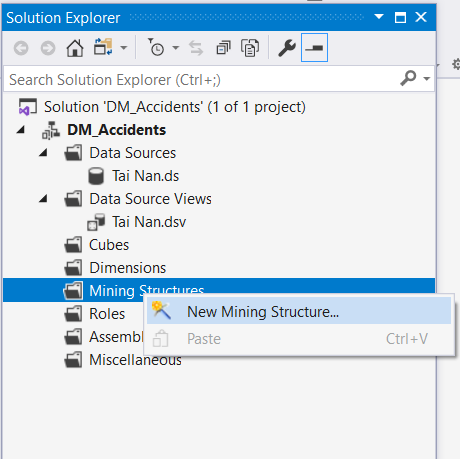 Solution Explorer
Search Solution Explorer (Ctrl+;)
Solution 'DM_Accidents' (1 of 1 project)
DM_Accidents
Data Sources
Tai Nan.ds
Data Source Views
Tai Nan.dsv
Cubes
Dimensions
Mining Structures
New Mining Structure...
Roles
Paste Ctrl+V
Assembl
Miscellaneous